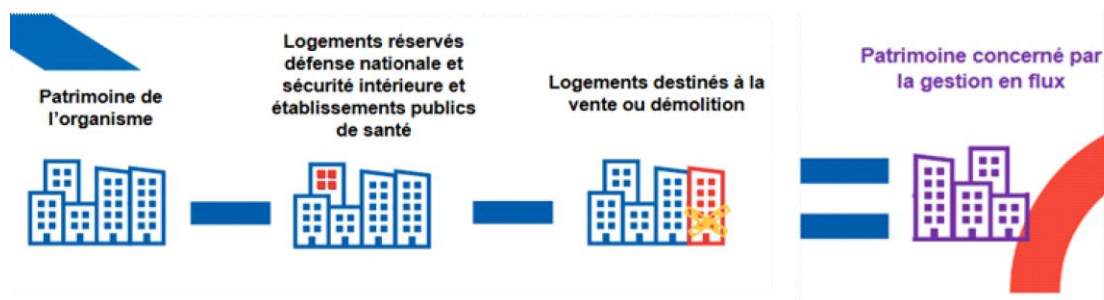 Patrimoine de
l'organisme
Logements réservés
défense nationale et
sécurité intérieure et
établissements publics
de santé
Logements destinés à la
vente ou démolition
Patrimoine concerné par
la gestion en flux